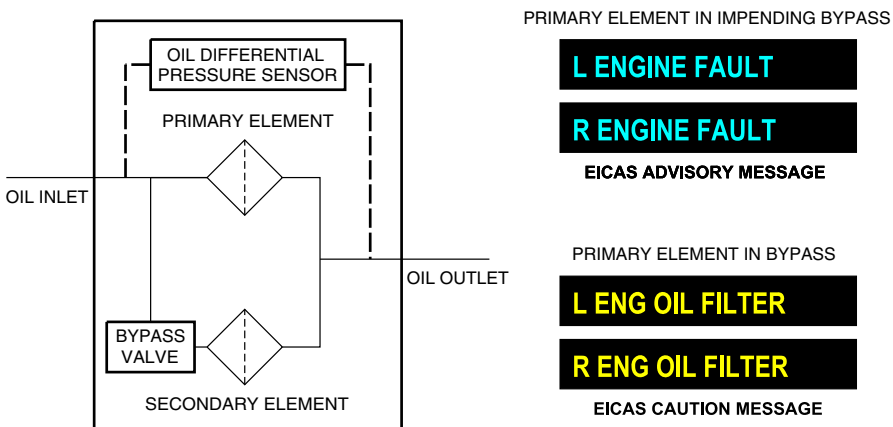 OIL DIFFERENTIAL
PRESSURE SENSOR
PRIMARY ELEMENT
OIL INLET
OIL OUTLET
BYPASS
VALVE
SECONDARY ELEMENT
PRIMARY ELEMENT IN IMPENDING BYPASS
L ENGINE FAULT
R ENGINE FAULT
EICAS ADVISORY MESSAGE
PRIMARY ELEMENT IN BYPASS
L ENG OIL FILTER
R ENG OIL FILTER
EICAS CAUTION MESSAGE